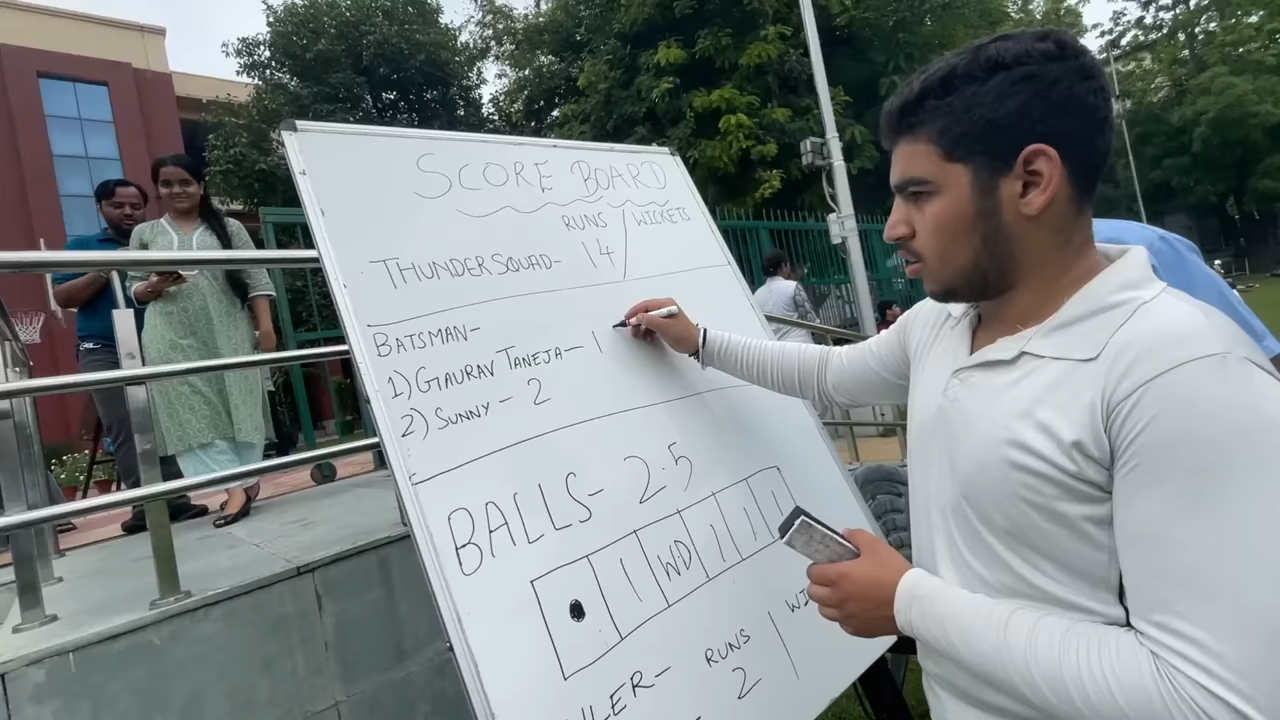 SCORE BOARD
RUNS / WICKETS
THUNDERSQUAD- 14 /
BATSMAN-
1) GAURAV TANEJA- 1
2) SUNNY - 2
BALLS- 2.5
● 1 WD 1 1 1
RUNS /
2